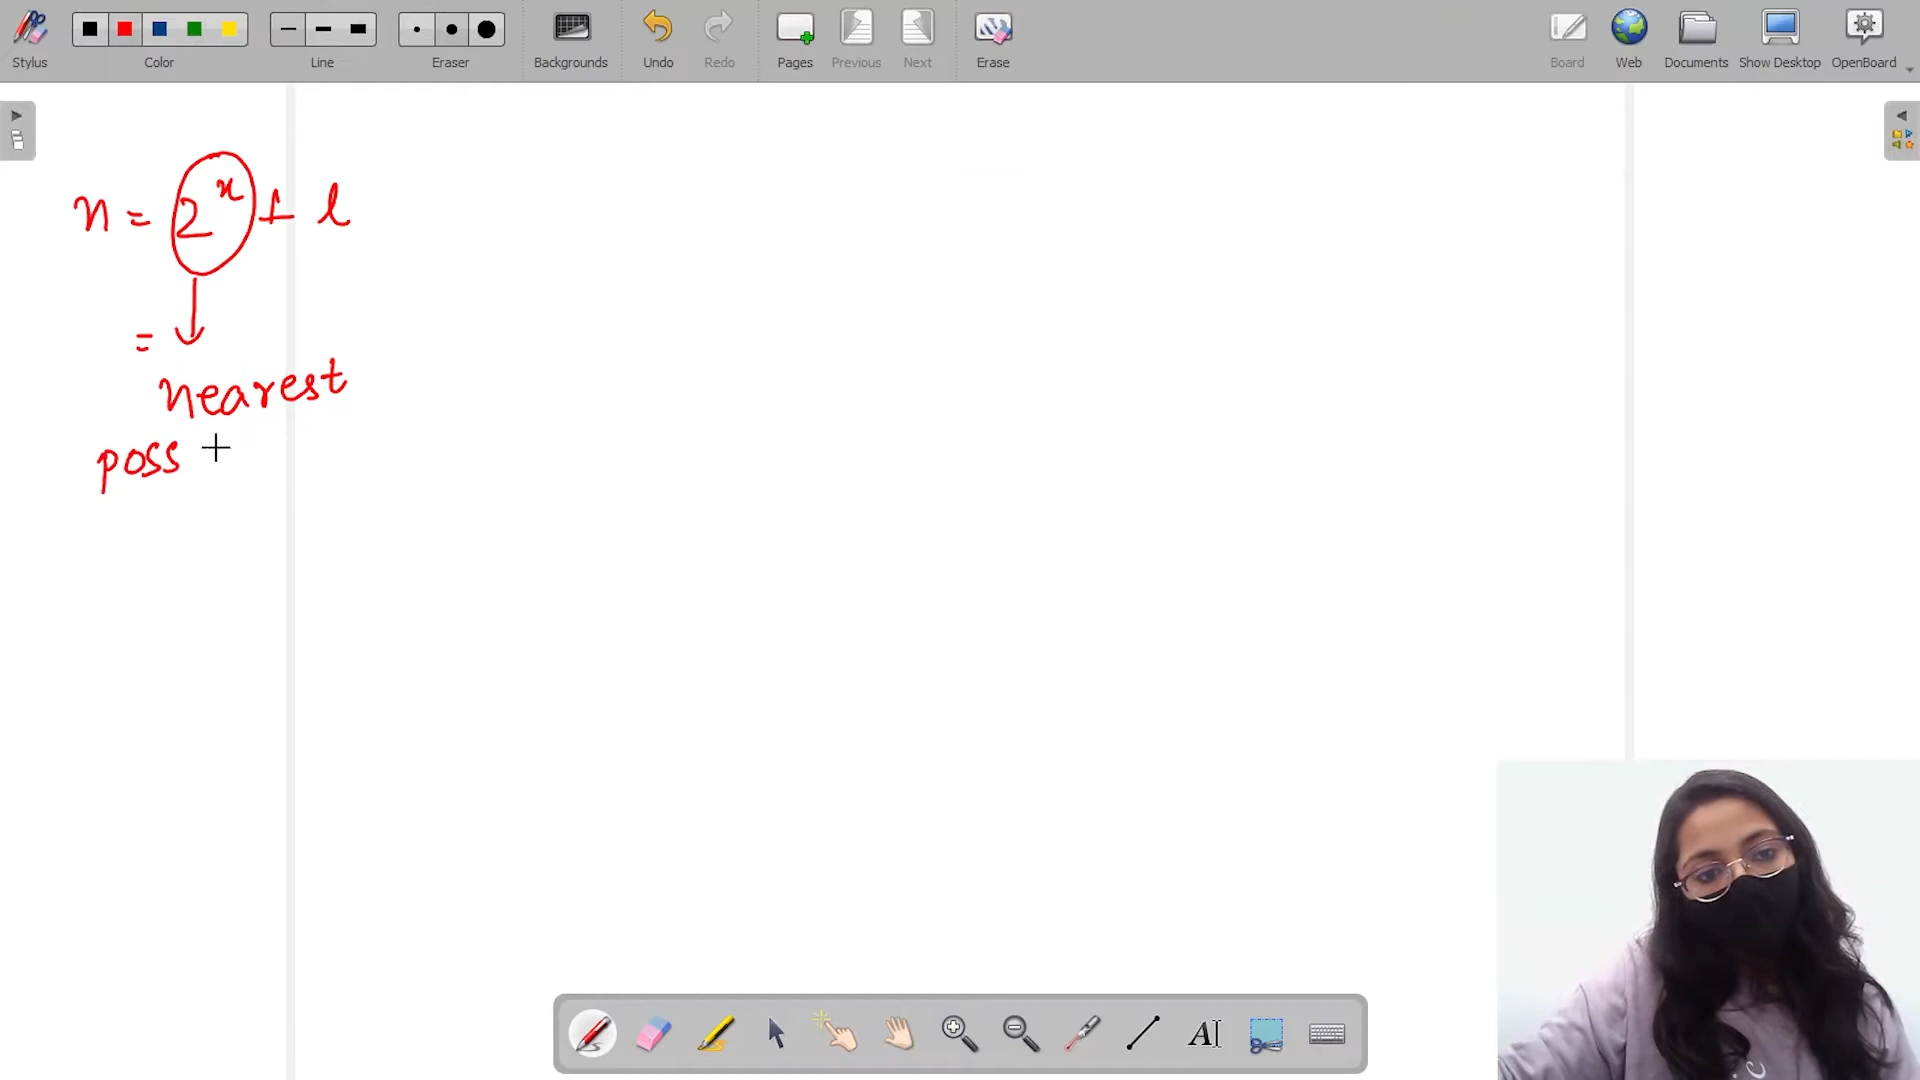 Stylus
Color
Line
Eraser
Backgrounds
Undo
Redo
Pages
Previous
Next
Erase
Board
Web
Documents
Show Desktop
OpenBoard
n = 2^x ± l
=
nearest
poss